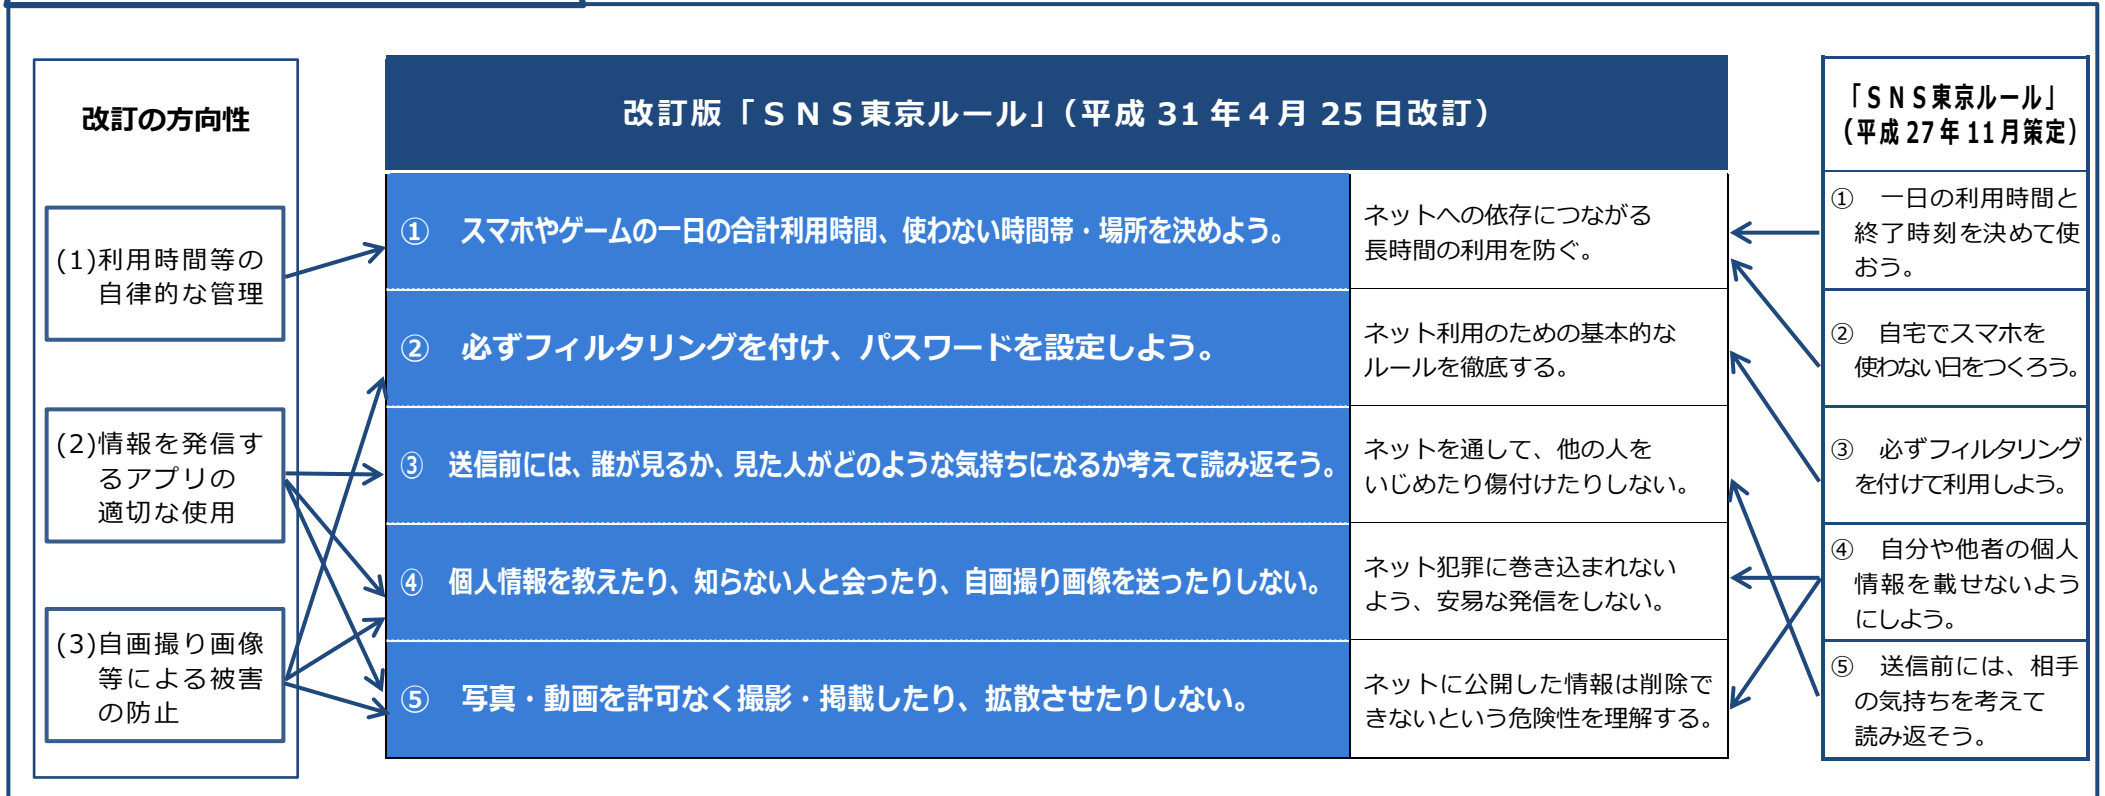 改訂の方向性
(1)利用時間等の
自律的な管理
(2)情報を発信す
るアプリの
適切な使用
(3)自画撮り画像
等による被害
の防止
改訂版「ＳＮＳ東京ルール」（平成 31 年４月 25 日改訂）
① スマホやゲームの一日の合計利用時間、使わない時間帯・場所を決めよう。
ネットへの依存につながる
長時間の利用を防ぐ。
② 必ずフィルタリングを付け、パスワードを設定しよう。
ネット利用のための基本的な
ルールを徹底する。
③ 送信前には、誰が見るか、見た人がどのような気持ちになるか考えて読み返そう。
ネットを通して、他の人を
いじめたり傷付けたりしない。
④ 個人情報を教えたり、知らない人と会ったり、自画撮り画像を送ったりしない。
ネット犯罪に巻き込まれない
よう、安易な発信をしない。
⑤ 写真・動画を許可なく撮影・掲載したり、拡散させたりしない。
ネットに公開した情報は削除で
きないという危険性を理解する。
「ＳＮＳ東京ルール」
（平成 27 年 11 月策定）
① 一日の利用時間と
終了時刻を決めて使
おう。
② 自宅でスマホを
使わない日をつくろう。
③ 必ずフィルタリング
を付けて利用しよう。
④ 自分や他者の個人
情報を載せないよう
にしよう。
⑤ 送信前には、相手
の気持ちを考えて
読み返そう。